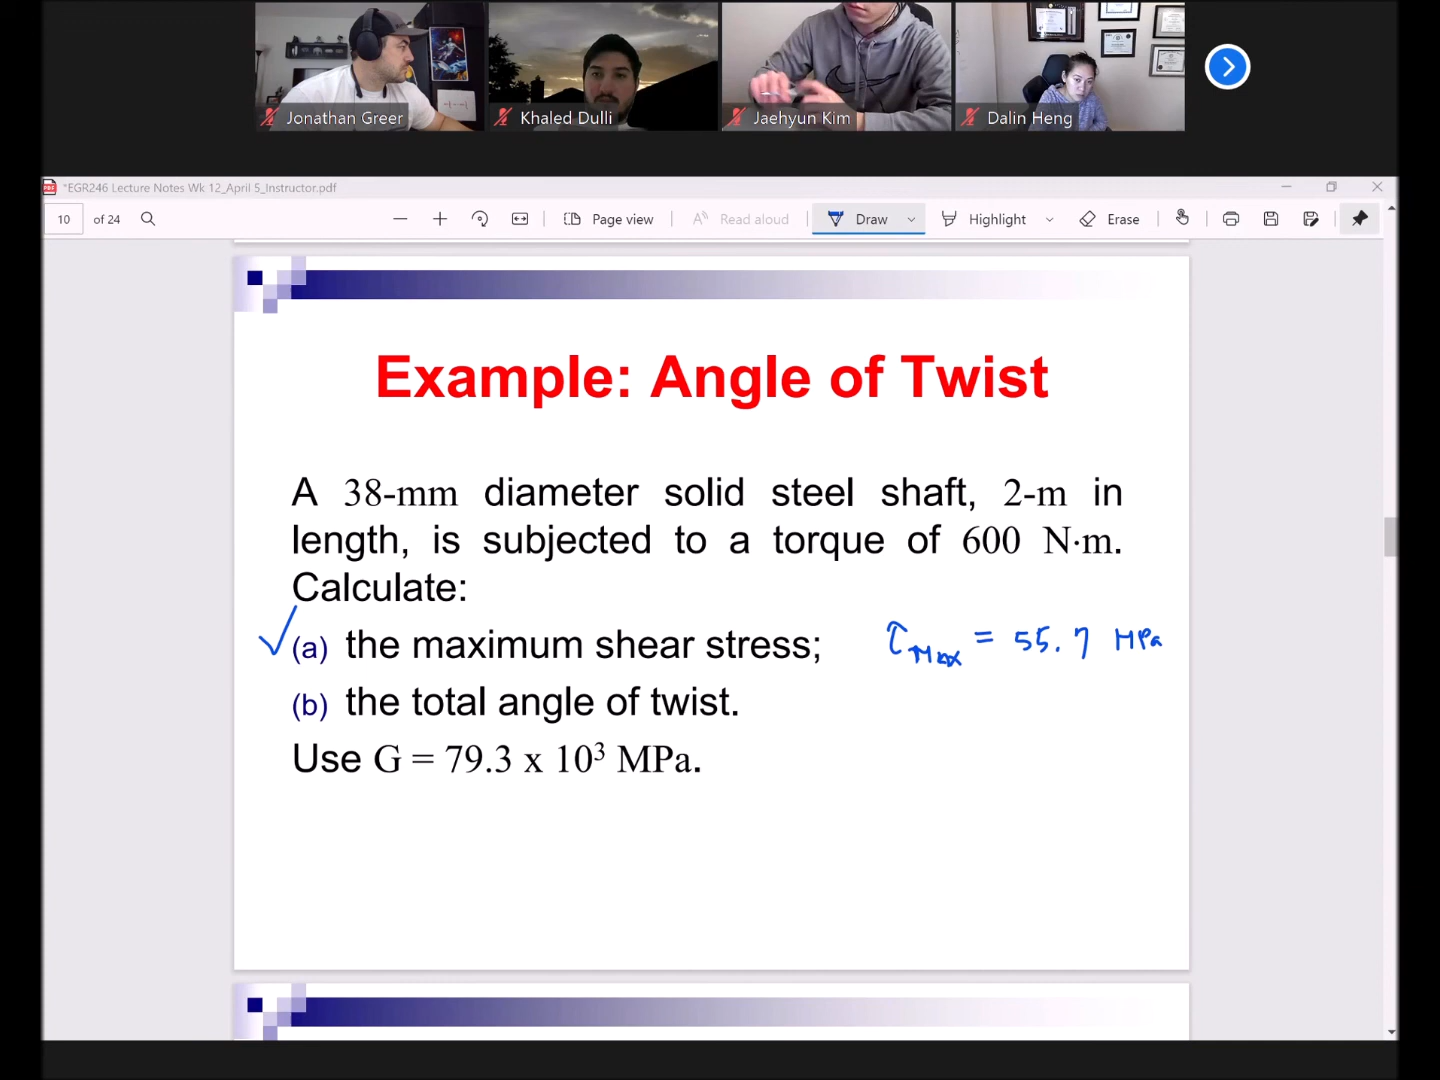 Jonathan Greer
Khaled Dulli
Jaehyun Kim
Dalin Heng
*EGR246 Lecture Notes Wk 12_April 5_Instructor.pdf
10 of 24 Page view Read aloud Draw Highlight Erase
Example: Angle of Twist
A 38-mm diameter solid steel shaft, 2-m in
length, is subjected to a torque of 600 N·m.
Calculate:
(a) the maximum shear stress; τMax = 55.7 MPa
(b) the total angle of twist.
Use G = 79.3 x 10³ MPa.